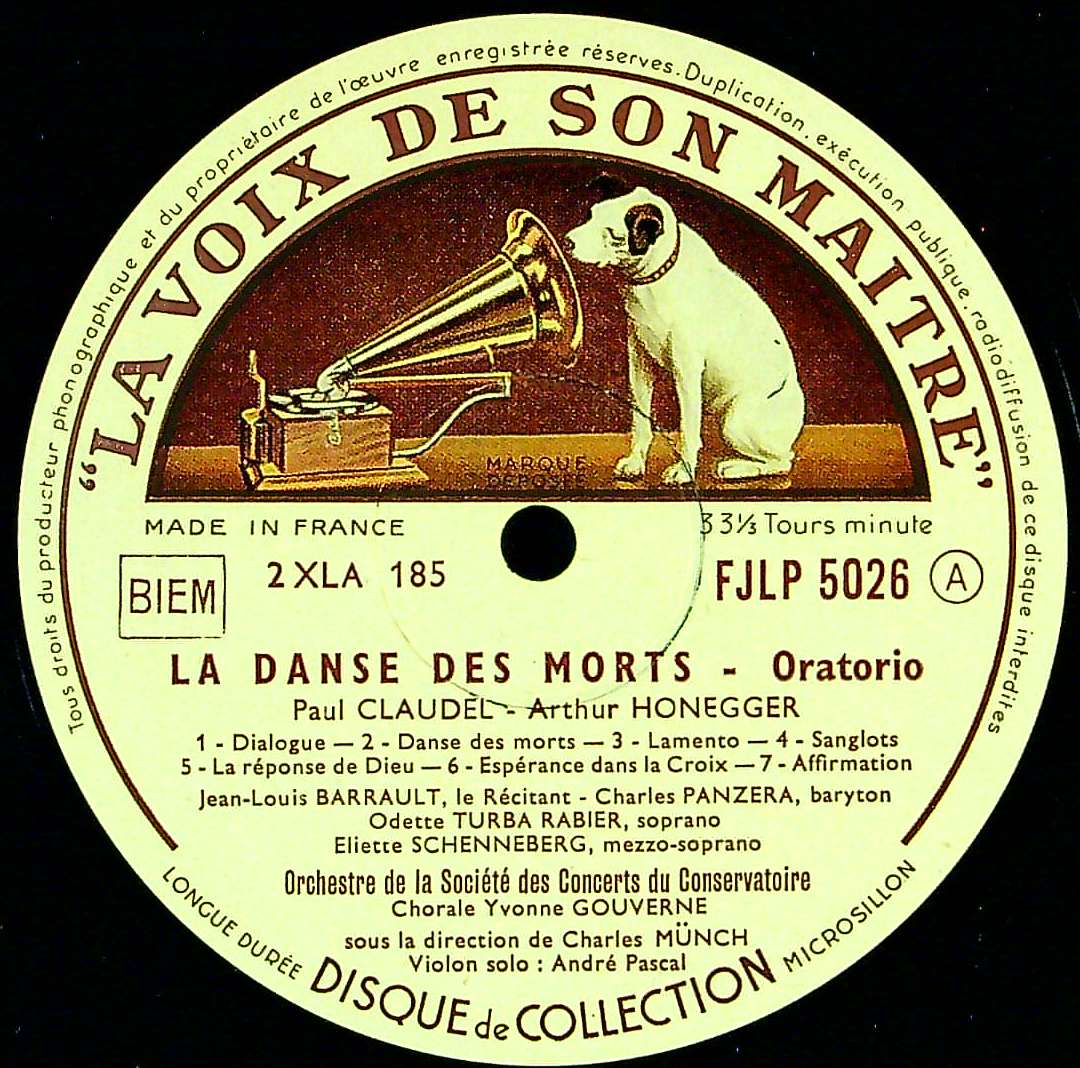 Tous droits du producteur phonographique et du propriétaire de l'œuvre enregistrée réserves. Duplication. exécution publique. radiodiffusion de ce disque interdites
“LA VOIX DE SON MAITRE”
MARQUE
DÉPOSÉE
MADE IN FRANCE
33⅓ Tours minute
BIEM
2XLA 185
FJLP 5026 A
LA DANSE DES MORTS - Oratorio
Paul CLAUDEL - Arthur HONEGGER
1 - Dialogue — 2 - Danse des morts — 3 - Lamento — 4 - Sanglots
5 - La réponse de Dieu — 6 - Espérance dans la Croix — 7 - Affirmation
Jean-Louis BARRAULT, le Récitant - Charles PANZERA, baryton
Odette TURBA RABIER, soprano
Eliette SCHENNEBERG, mezzo-soprano
Orchestre de la Société des Concerts du Conservatoire
Chorale Yvonne GOUVERNE
sous la direction de Charles MÜNCH
Violon solo : André Pascal
LONGUE DURÉE
DISQUE de COLLECTION
MICROSILLON